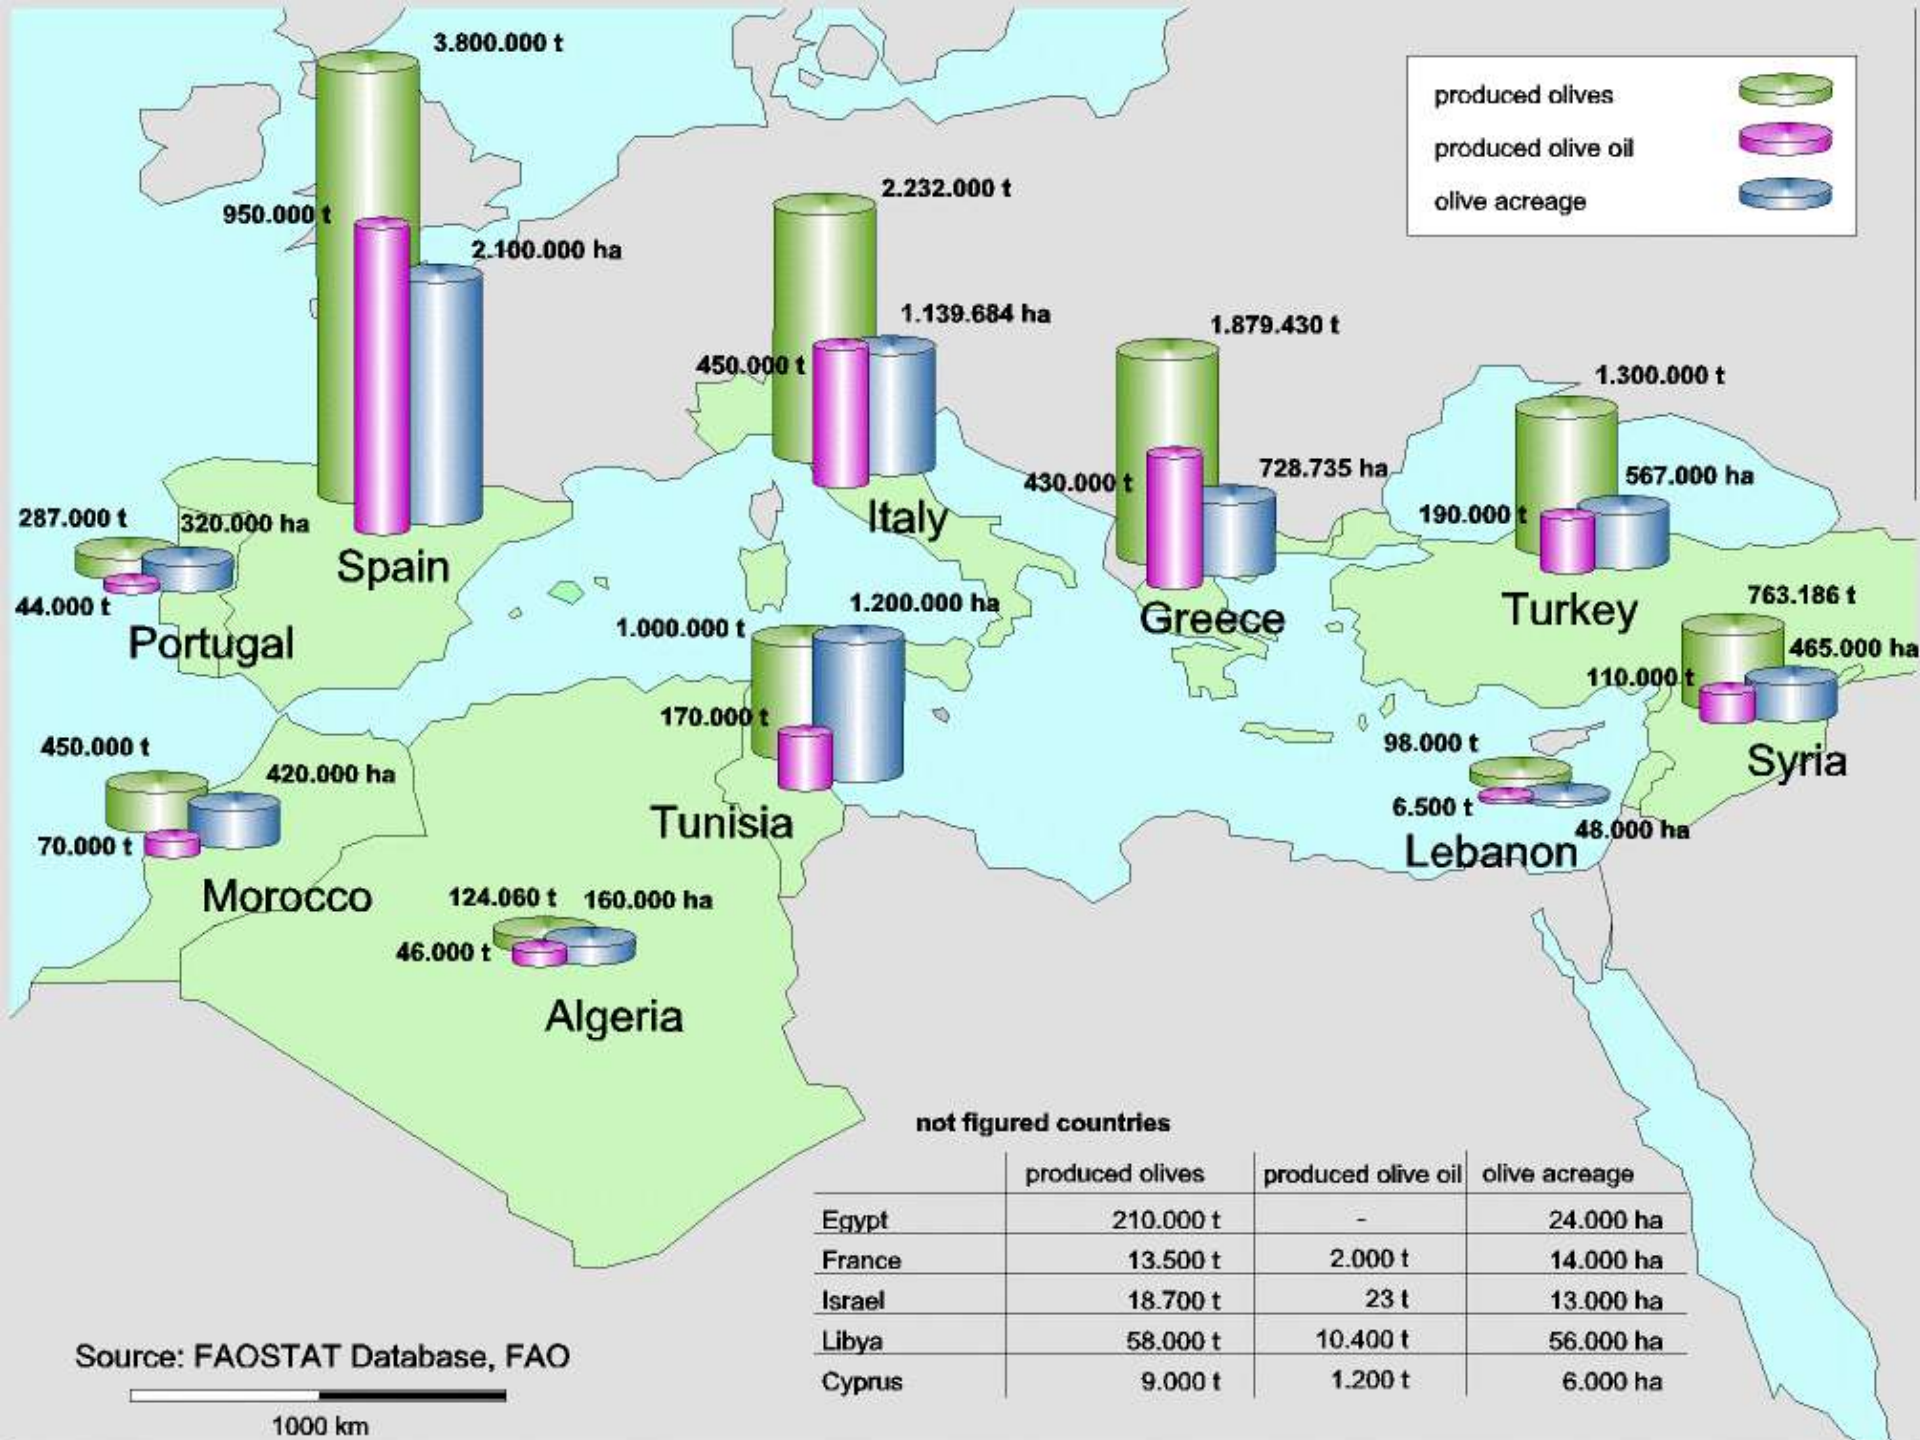 3.800.000 t
950.000 t
2.100.000 ha
Spain
2.232.000 t
1.139.684 ha
450.000 t
Italy
1.879.430 t
430.000 t
728.735 ha
Greece
1.300.000 t
190.000 t
567.000 ha
Turkey
produced olives
produced olive oil
olive acreage
287.000 t
320.000 ha
44.000 t
Portugal
1.000.000 t
1.200.000 ha
170.000 t
Tunisia
763.186 t
465.000 ha
110.000 t
Syria
98.000 t
6.500 t
48.000 ha
Lebanon
450.000 t
420.000 ha
70.000 t
Morocco
124.060 t
160.000 ha
46.000 t
Algeria
not figured countries
produced olives produced olive oil olive acreage
Egypt 210.000 t - 24.000 ha
France 13.500 t 2.000 t 14.000 ha
Israel 18.700 t 23 t 13.000 ha
Libya 58.000 t 10.400 t 56.000 ha
Cyprus 9.000 t 1.200 t 6.000 ha
Source: FAOSTAT Database, FAO
1000 km